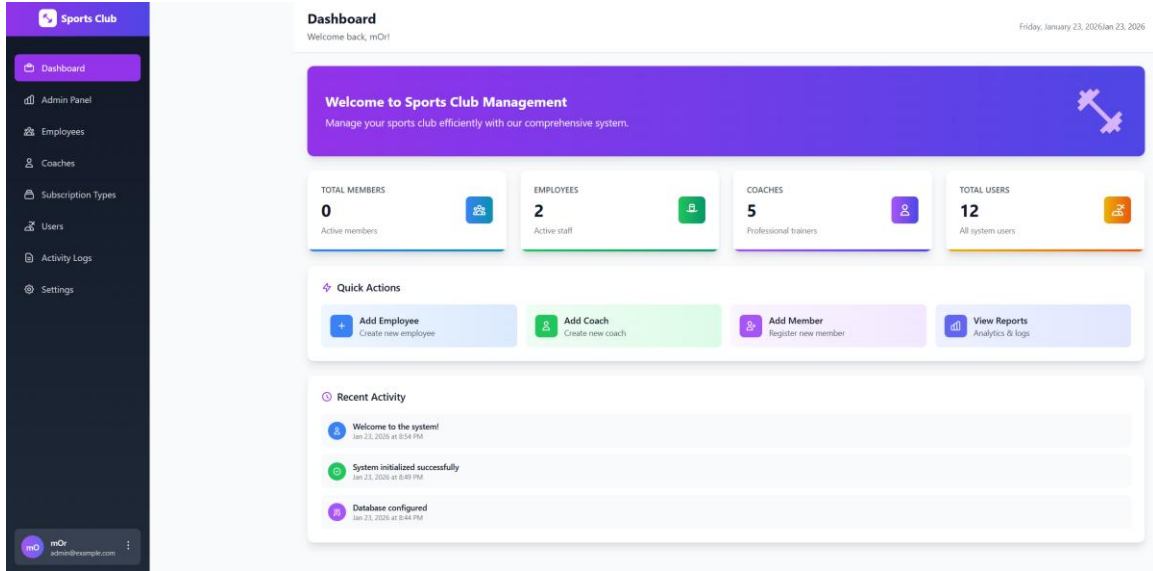 Sports Club
Dashboard
Admin Panel
Employees
Coaches
Subscription Types
Users
Activity Logs
Settings
mO
mOr
admin@example.com
Dashboard
Welcome back, mOr!
Friday, January 23, 2026Jan 23, 2026
Welcome to Sports Club Management
Manage your sports club efficiently with our comprehensive system.
TOTAL MEMBERS
0
Active members
EMPLOYEES
2
Active staff
COACHES
5
Professional trainers
TOTAL USERS
12
All system users
Quick Actions
Add Employee
Create new employee
Add Coach
Create new coach
Add Member
Register new member
View Reports
Analytics & logs
Recent Activity
Welcome to the system!
Jan 23, 2026 at 8:54 PM
System initialized successfully
Jan 23, 2026 at 8:49 PM
Database configured
Jan 23, 2026 at 8:44 PM